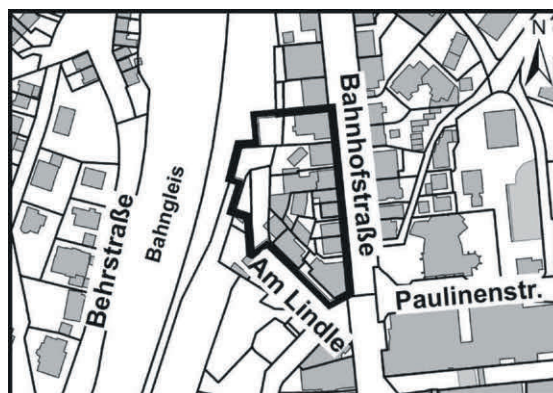 N
Bahnhofstraße
Bahngleis
Behrstraße
Am Lindle
Paulinenstr.